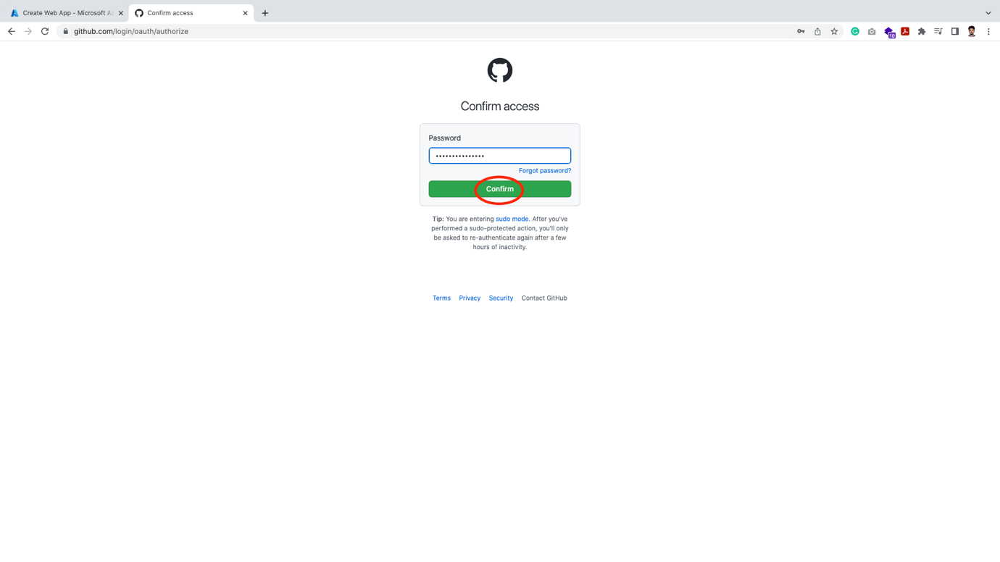 Create Web App - Microsoft Az
Confirm access
github.com/login/oauth/authorize
10
Confirm access
Password
•••••••••••••••
Forgot password?
Confirm
Tip: You are entering sudo mode. After you've
performed a sudo-protected action, you'll only
be asked to re-authenticate again after a few
hours of inactivity.
Terms Privacy Security Contact GitHub